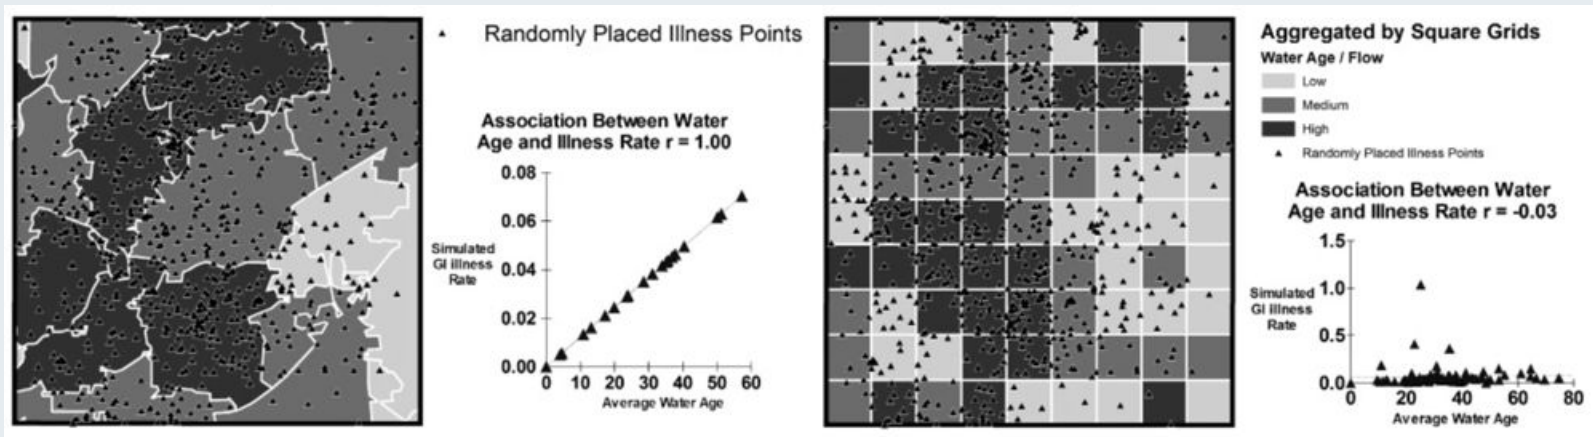 Randomly Placed Illness Points
Association Between Water
Age and Illness Rate r = 1.00
0.08
0.06
0.04
0.02
0.00
Simulated
GI illness
Rate
0 10 20 30 40 50 60
Average Water Age
Aggregated by Square Grids
Water Age / Flow
Low
Medium
High
Randomly Placed Illness Points
Association Between Water
Age and Illness Rate r = -0.03
1.5
1.0
0.5
0.0
Simulated
GI Illness
Rate
0 20 40 60 80
Average Water Age